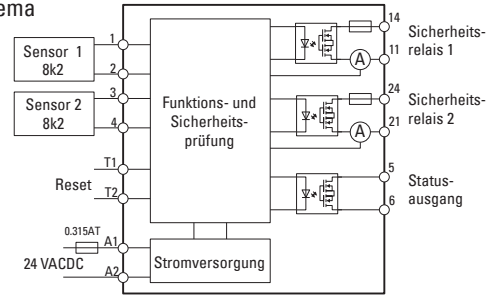 ema
Sensor 1
8k2
1
2
Sensor 2
8k2
3
4
Reset
T1
T2
0.315AT
24 VACDC
A1
A2
Funktions- und
Sicherheits-
prüfung
Stromversorgung
14
11
A
Sicherheits-
relais 1
24
21
A
Sicherheits-
relais 2
5
6
Status-
ausgang